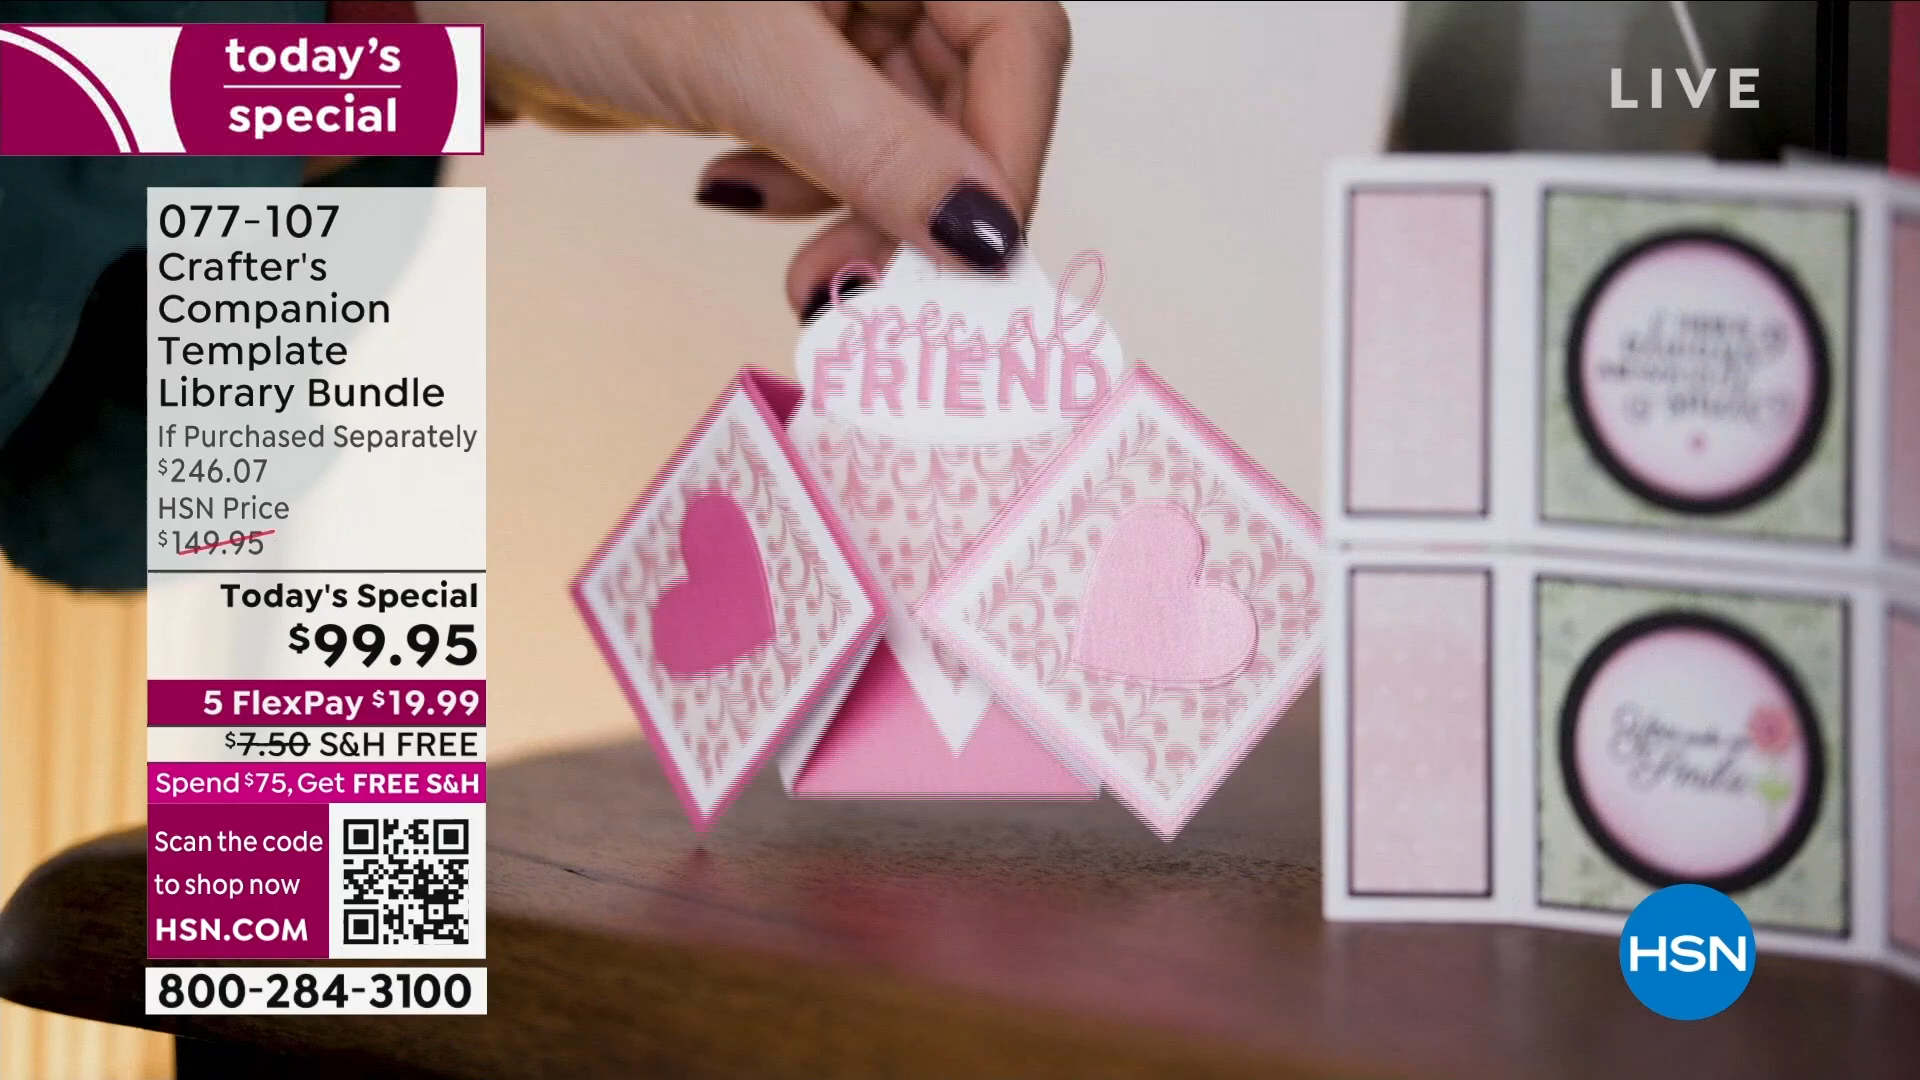 today's
special
LIVE
077-107
Crafter's
Companion
Template
Library Bundle
If Purchased Separately
$246.07
HSN Price
$149.95
Today's Special
$99.95
5 FlexPay $19.99
$7.50 S&H FREE
Spend $75, Get FREE S&H
Scan the code
to shop now
HSN.COM
800-284-3100
special
FRIEND
HSN